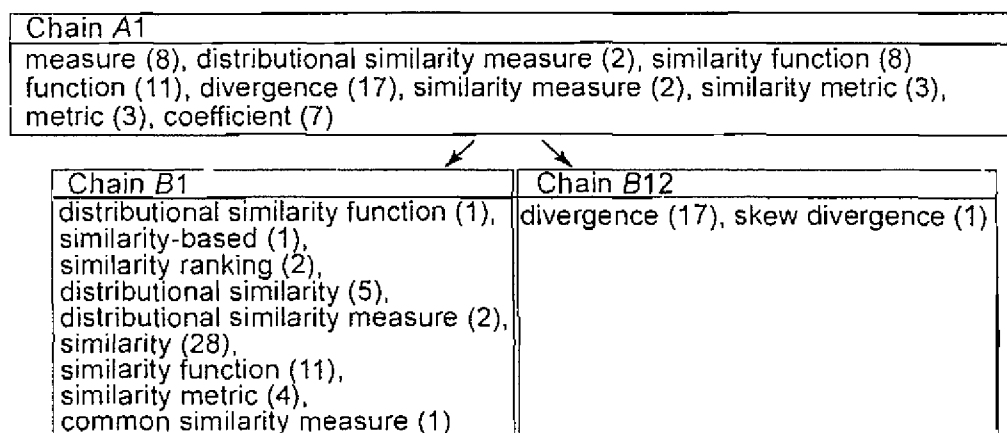 Chain A1
measure (8), distributional similarity measure (2), similarity function (8)
function (11), divergence (17), similarity measure (2), similarity metric (3),
metric (3), coefficient (7)
Chain B1
distributional similarity function (1),
similarity-based (1),
similarity ranking (2),
distributional similarity (5),
distributional similarity measure (2),
similarity (28),
similarity function (11),
similarity metric (4),
common similarity measure (1)
Chain B12
divergence (17), skew divergence (1)